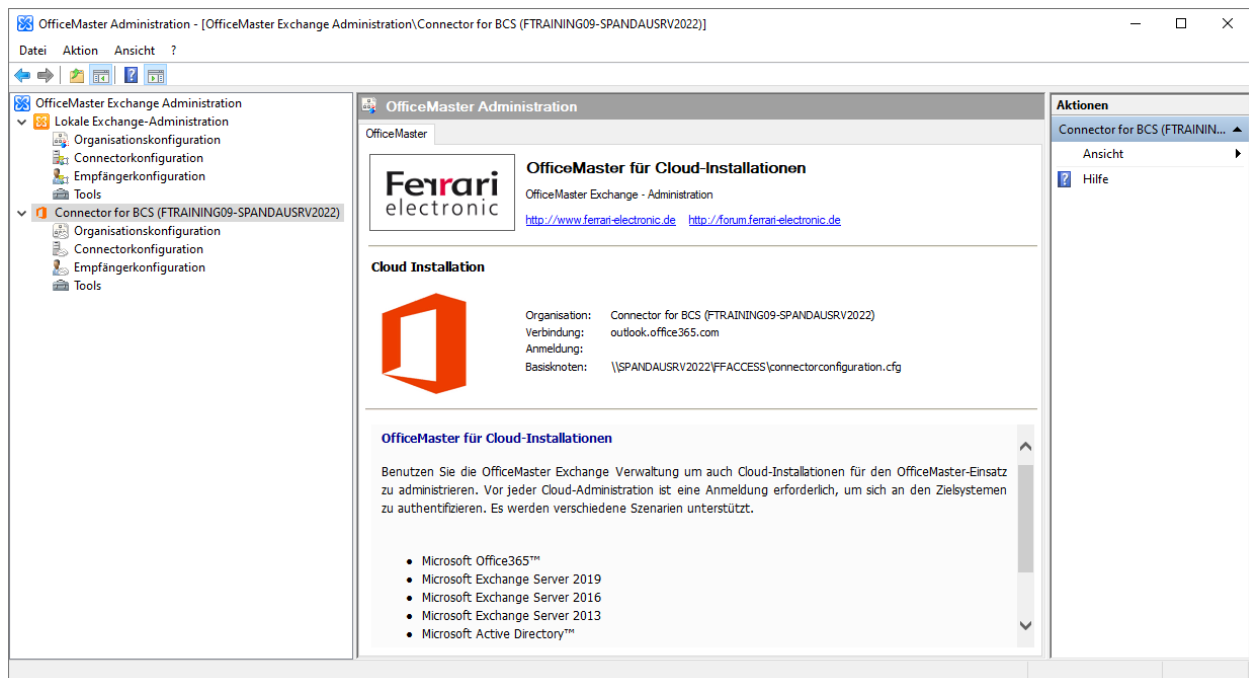 OfficeMaster Administration - [OfficeMaster Exchange Administration\Connector for BCS (FTRAINING09-SPANDAUSRV2022)]
Datei Aktion Ansicht ?
OfficeMaster Exchange Administration
Lokale Exchange-Administration
Organisationskonfiguration
Connectorkonfiguration
Empfängerkonfiguration
Tools
Connector for BCS (FTRAINING09-SPANDAUSRV2022)
Organisationskonfiguration
Connectorkonfiguration
Empfängerkonfiguration
Tools
OfficeMaster Administration
OfficeMaster
Ferrari
electronic
OfficeMaster für Cloud-Installationen
OfficeMaster Exchange - Administration
http://www.ferrari-electronic.de http://forum.ferrari-electronic.de
Cloud Installation
Organisation: Connector for BCS (FTRAINING09-SPANDAUSRV2022)
Verbindung: outlook.office365.com
Anmeldung:
Basisknoten: \\SPANDAUSRV2022\FFACCESS\connectorconfiguration.cfg
OfficeMaster für Cloud-Installationen
Benutzen Sie die OfficeMaster Exchange Verwaltung um auch Cloud-Installationen für den OfficeMaster-Einsatz
zu administrieren. Vor jeder Cloud-Administration ist eine Anmeldung erforderlich, um sich an den Zielsystemen
zu authentifizieren. Es werden verschiedene Szenarien unterstützt.
• Microsoft Office365™
• Microsoft Exchange Server 2019
• Microsoft Exchange Server 2016
• Microsoft Exchange Server 2013
• Microsoft Active Directory™
Aktionen
Connector for BCS (FTRAININ...
Ansicht
Hilfe